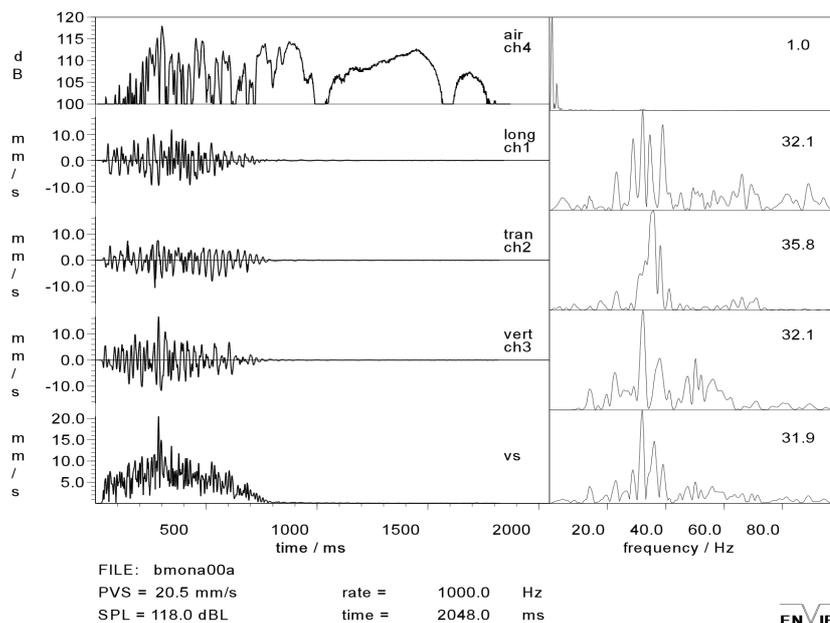 120
115
110
105
100
d
B
air
ch4
1.0
m
m
/
s
10.0
0.0
-10.0
long
ch1
32.1
m
m
/
s
10.0
0.0
-10.0
tran
ch2
35.8
m
m
/
s
10.0
0.0
-10.0
vert
ch3
32.1
m
m
/
s
20.0
15.0
10.0
5.0
vs
31.9
500 1000 1500 2000
time / ms
20.0 40.0 60.0 80.0
frequency / Hz
FILE: bmona00a
PVS = 20.5 mm/s rate = 1000.0 Hz
SPL = 118.0 dBL time = 2048.0 ms